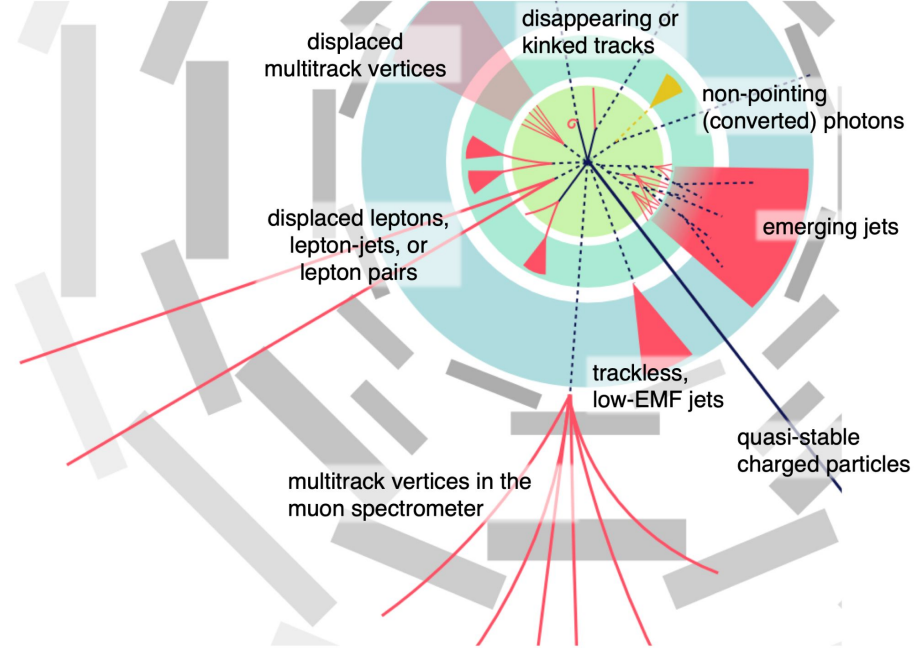 disappearing or
kinked tracks
displaced
multitrack vertices
non-pointing
(converted) photons
displaced leptons,
lepton-jets, or
lepton pairs
emerging jets
trackless,
low-EMF jets
quasi-stable
charged particles
multitrack vertices in the
muon spectrometer